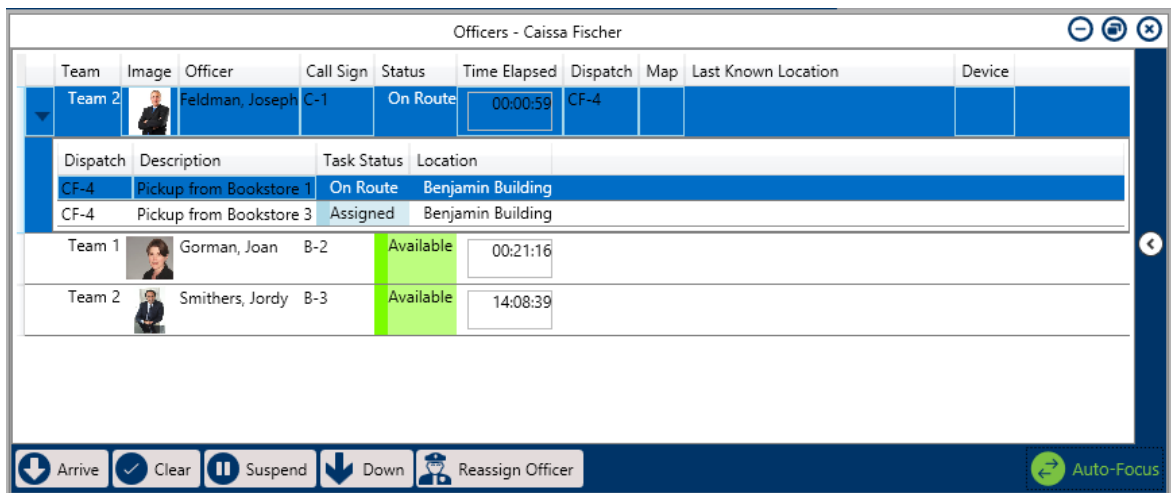 Officers - Caissa Fischer
Team Image Officer Call Sign Status Time Elapsed Dispatch Map Last Known Location Device
Team 2 Feldman, Joseph C-1 On Route 00:00:59 CF-4
Dispatch Description Task Status Location
CF-4 Pickup from Bookstore 1 On Route Benjamin Building
CF-4 Pickup from Bookstore 3 Assigned Benjamin Building
Team 1 Gorman, Joan B-2 Available 00:21:16
Team 2 Smithers, Jordy B-3 Available 14:08:39
Arrive Clear Suspend Down Reassign Officer Auto-Focus